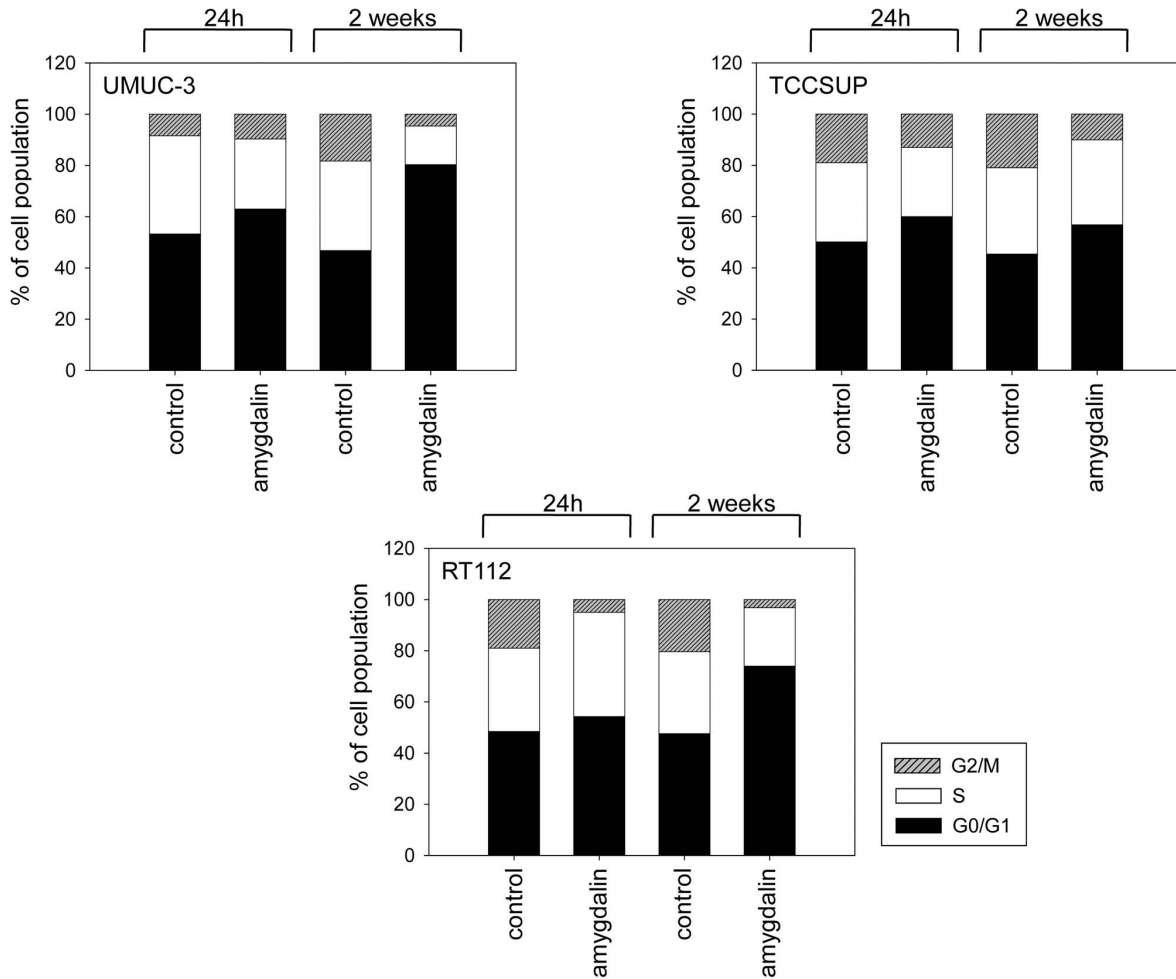 24h 2 weeks
UMUC-3
% of cell population
120
100
80
60
40
20
0
control
amygdalin
control
amygdalin
24h 2 weeks
TCCSUP
% of cell population
120
100
80
60
40
20
0
control
amygdalin
control
amygdalin
24h 2 weeks
RT112
% of cell population
120
100
80
60
40
20
0
control
amygdalin
control
amygdalin
G2/M
S
G0/G1